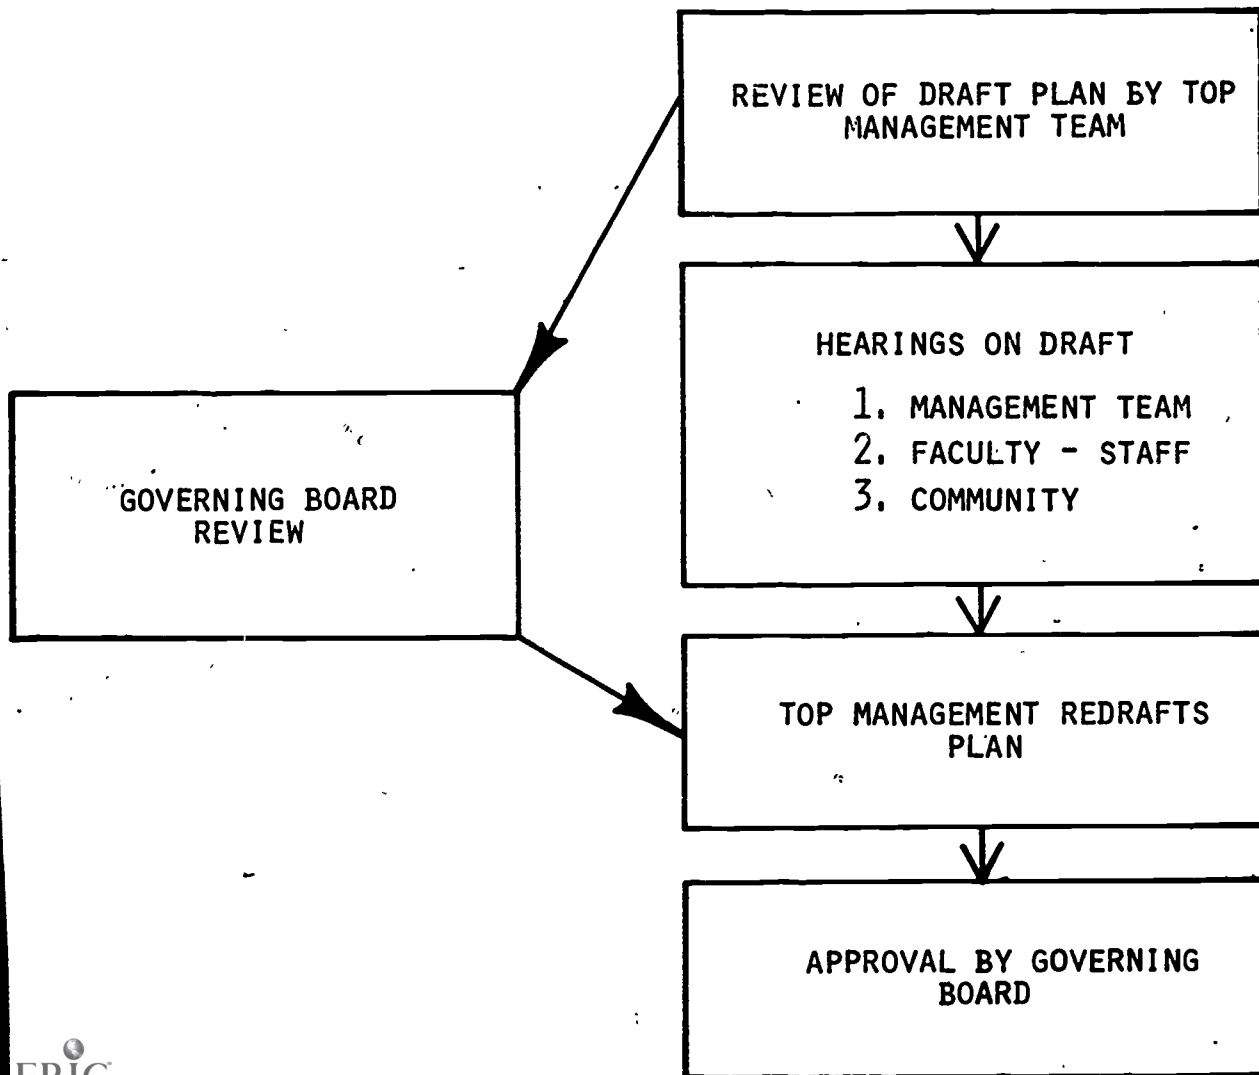 REVIEW OF DRAFT PLAN BY TOP
MANAGEMENT TEAM
HEARINGS ON DRAFT
1. MANAGEMENT TEAM
2. FACULTY - STAFF
3. COMMUNITY
GOVERNING BOARD
REVIEW
TOP MANAGEMENT REDRAFTS
PLAN
APPROVAL BY GOVERNING
BOARD
ERIC